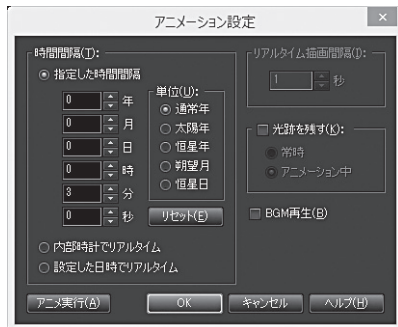 アニメーション設定
×
時間間隔(T):
指定した時間間隔
0 年
0 月
0 日
0 時
3 分
0 秒
単位(U):
通常年
太陽年
恒星年
朔望月
恒星日
リセット(E)
内部時計でリアルタイム
設定した日時でリアルタイム
リアルタイム描画間隔(I):
1 秒
光跡を残す(K):
常時
アニメーション中
BGM再生(B)
アニメ実行(A)
OK
キャンセル
ヘルプ(H)